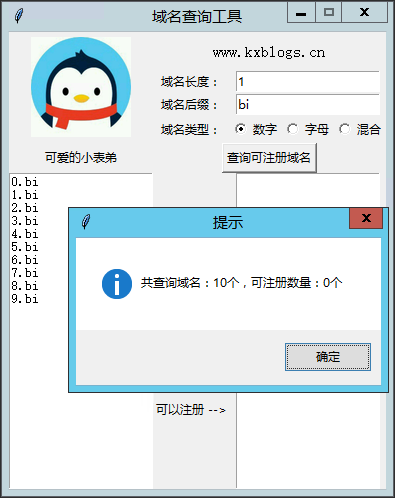 域名查询工具
www.kxblogs.cn
域名长度： 1
域名后缀： bi
域名类型： 数字 字母 混合
可爱的小表弟
查询可注册域名
0.bi
1.bi
2.bi
3.bi
4.bi
5.bi
6.bi
7.bi
8.bi
9.bi
提示
共查询域名：10个，可注册数量：0个
确定
可以注册 -->